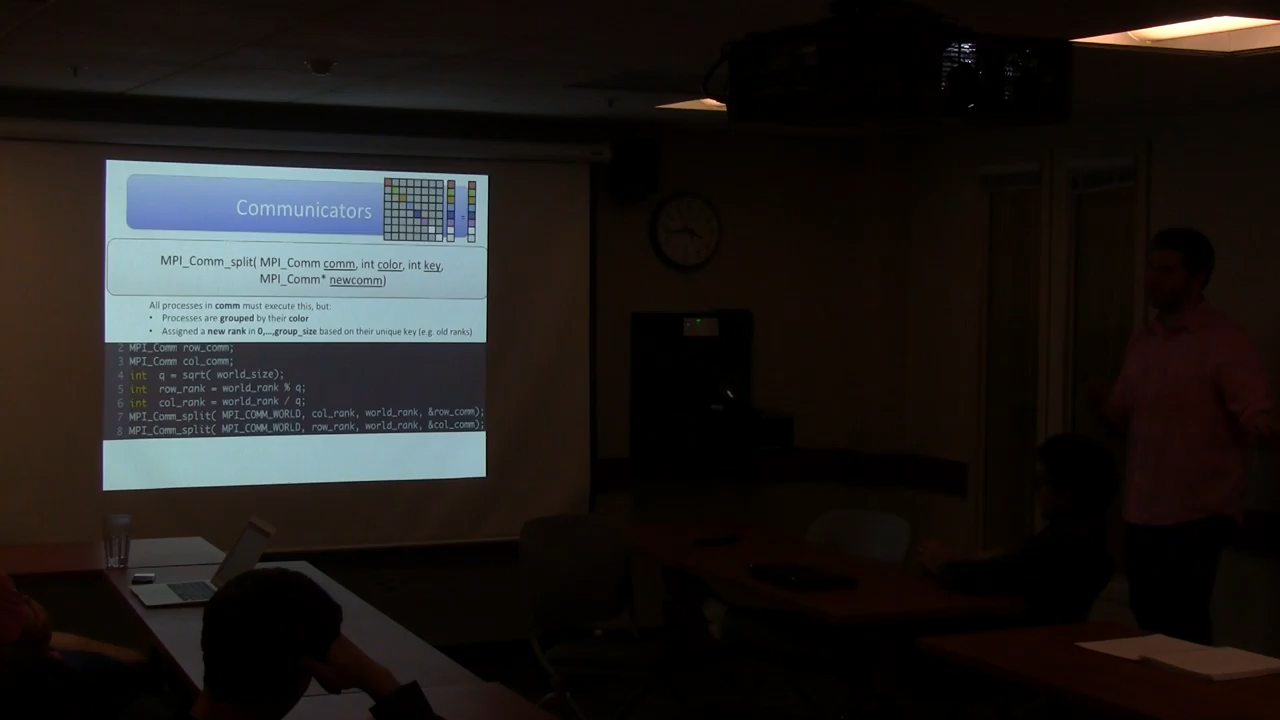 Communicators
MPI_Comm_split( MPI_Comm comm, int color, int key,
MPI_Comm* newcomm)
All processes in comm must execute this, but:
• Processes are grouped by their color
• Assigned a new rank in 0,...,group_size based on their unique key (e.g. old ranks)
2 MPI_Comm row_comm;
3 MPI_Comm col_comm;
4 int q = sqrt( world_size);
5 int row_rank = world_rank % q;
6 int col_rank = world_rank / q;
7 MPI_Comm_split( MPI_COMM_WORLD, col_rank, world_rank, &row_comm);
8 MPI_Comm_split( MPI_COMM_WORLD, row_rank, world_rank, &col_comm);